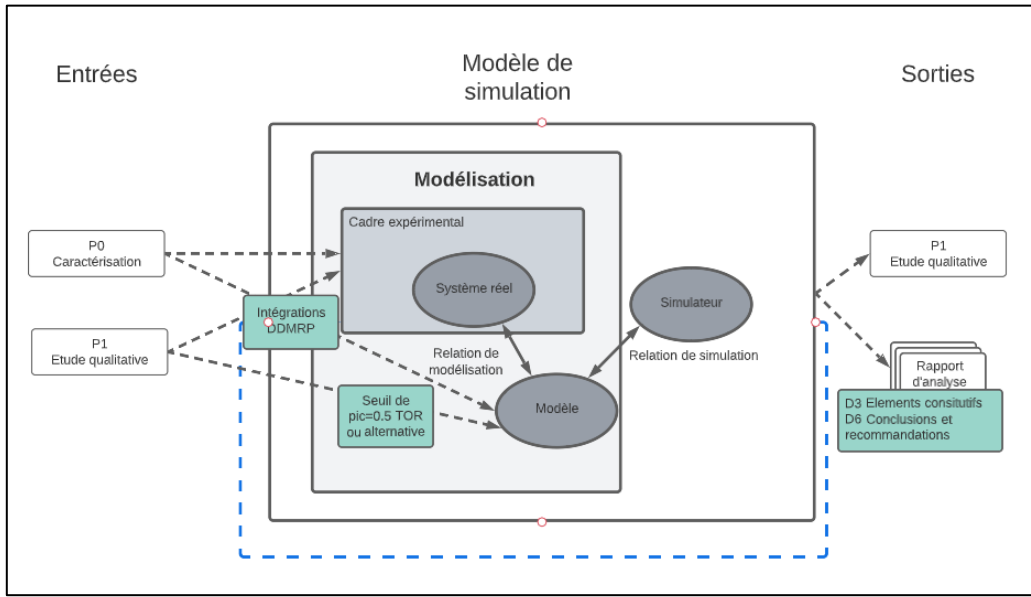 Entrées
Modèle de
simulation
Sorties
Modélisation
Cadre expérimental
P0
Caractérisation
P1
Etude qualitative
Système réel
Simulateur
Intégrations
DDMRP
P1
Etude qualitative
Relation de
modélisation
Relation de simulation
Rapport
d'analyse
Seuil de
pic=0.5 TOR
ou alternative
Modèle
D3 Elements consitutifs
D6 Conclusions et
recommandations